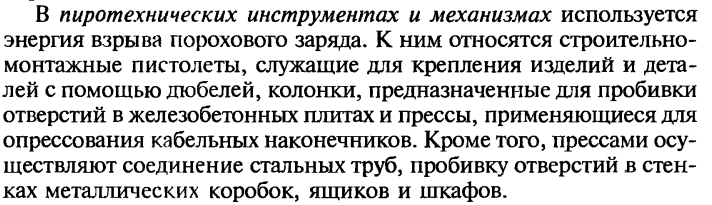 В пиротехнических инструментах и механизмах используется
энергия взрыва порохового заряда. К ним относятся строительно-
монтажные пистолеты, служащие для крепления изделий и дета-
лей с помощью дюбелей, колонки, предназначенные для пробивки
отверстий в железобетонных плитах и прессы, применяющиеся для
опрессования кабельных наконечников. Кроме того, прессами осу-
ществляют соединение стальных труб, пробивку отверстий в стен-
ках металлических коробок, ящиков и шкафов.